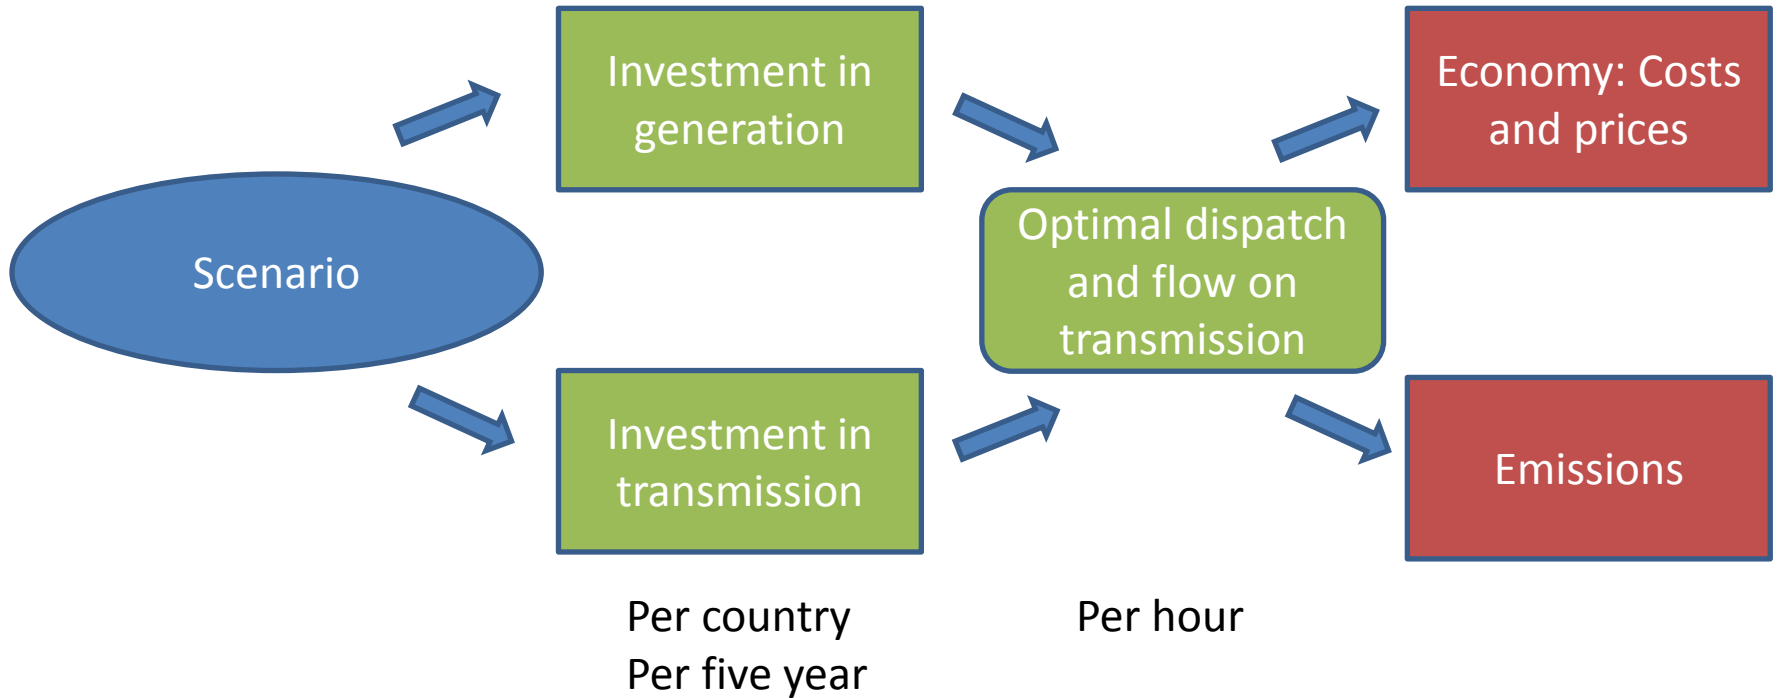 Scenario
Investment in
generation
Investment in
transmission
Per country
Per five year
Optimal dispatch
and flow on
transmission
Per hour
Economy: Costs
and prices
Emissions